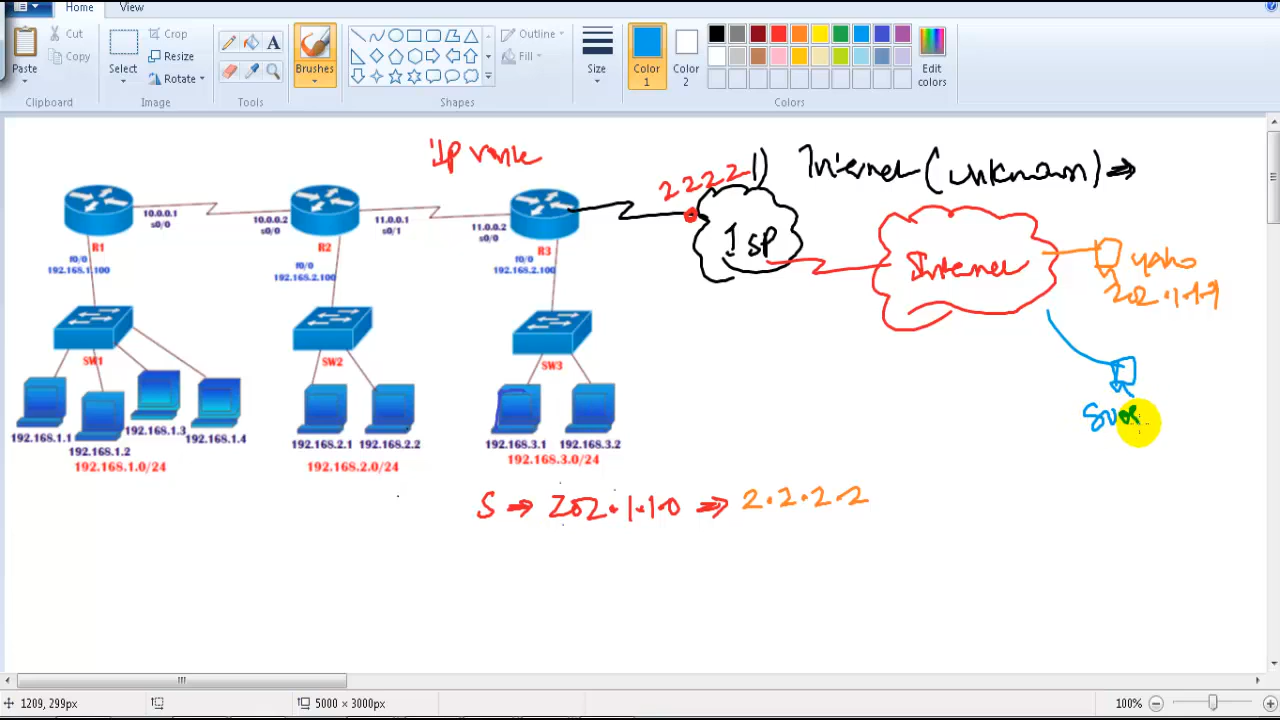 Home View
Cut
Copy
Paste
Clipboard
Crop
Resize
Rotate
Select
Image
A
Tools
Brushes
Outline
Fill
Shapes
Size
Color 1
Color 2
Edit colors
Colors
2 2 2 2
1) Internet (unknown) ⇒
10.0.0.1
s0/0
10.0.0.2
s0/0
11.0.0.1
s0/1
11.0.0.2
s0/0
R1
R2
R3
f0/0
192.168.1.100
f0/0
192.168.2.100
f0/0
192.168.2.100
ISP
Internet
202.1.1.1
SW1
SW2
SW3
192.168.1.1
192.168.1.2
192.168.1.3
192.168.1.4
192.168.1.0/24
192.168.2.1 192.168.2.2
192.168.2.0/24
192.168.3.1 192.168.3.2
192.168.3.0/24
S ⇒ 202.1.1.0 ⇒ 2.2.2.2
1209, 299px
5000 × 3000px
100%